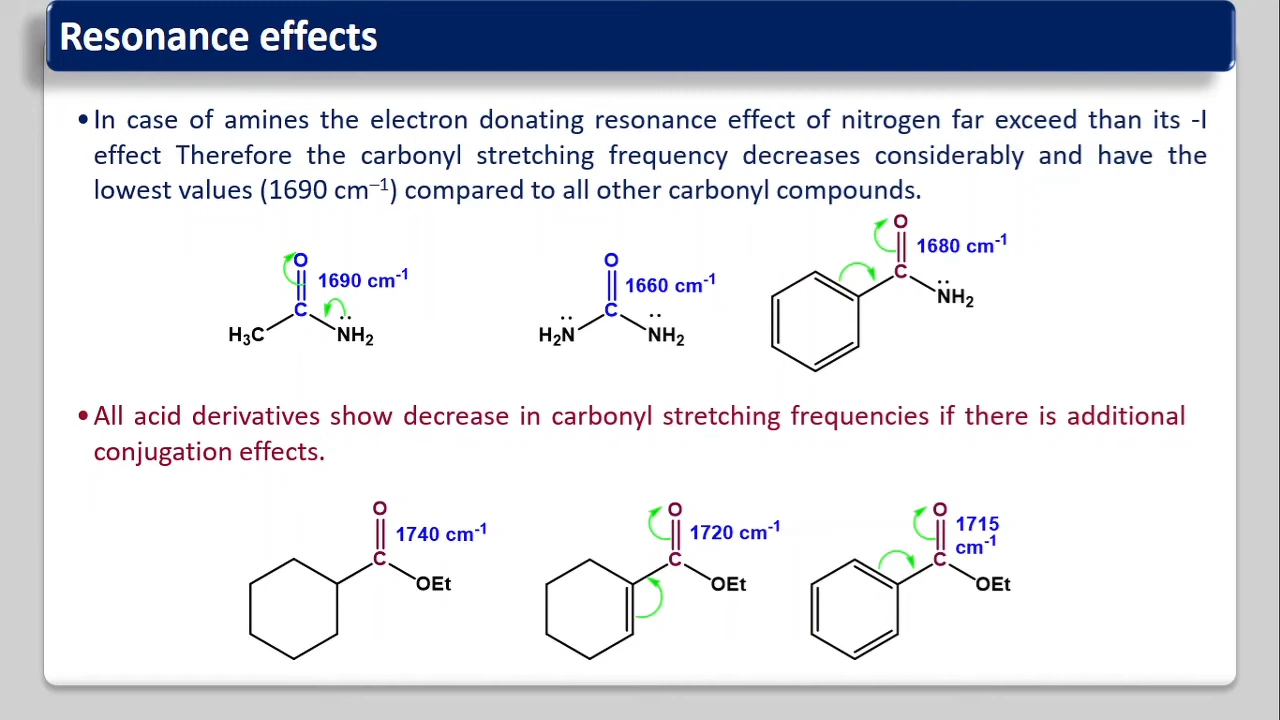 Resonance effects
•In case of amines the electron donating resonance effect of nitrogen far exceed than its -I
effect Therefore the carbonyl stretching frequency decreases considerably and have the
lowest values (1690 cm⁻¹) compared to all other carbonyl compounds.
O
1690 cm⁻¹
C
H₃C
NH₂
O
1660 cm⁻¹
C
H₂N
NH₂
O
1680 cm⁻¹
C
NH₂
•All acid derivatives show decrease in carbonyl stretching frequencies if there is additional
conjugation effects.
O
1740 cm⁻¹
C
OEt
O
1720 cm⁻¹
C
OEt
O
1715
cm⁻¹
C
OEt